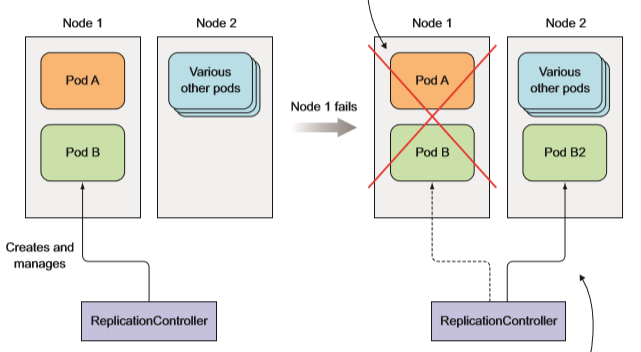 Node 1
Node 2
Pod A
Various
other pods
Pod B
Creates and
manages
ReplicationController
Node 1 fails
Node 1
Node 2
Pod A
Various
other pods
Pod B
Pod B2
ReplicationController